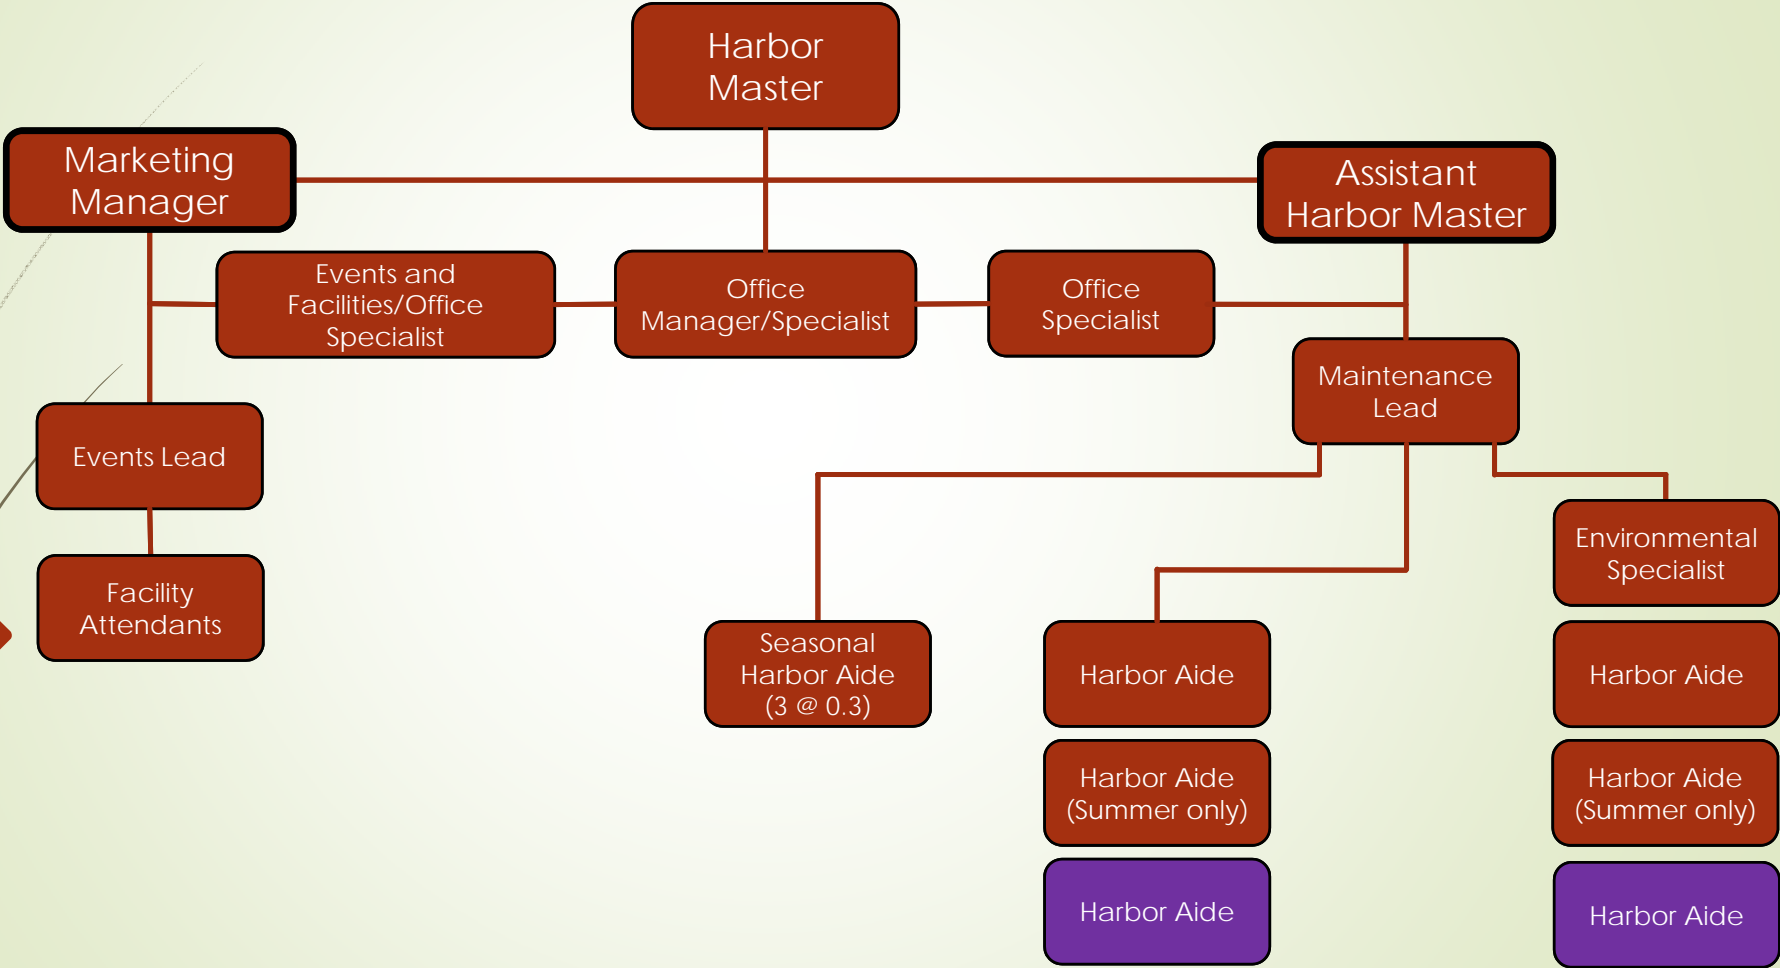 Harbor
Master
Marketing
Manager
Assistant
Harbor Master
Events and
Facilities/Office
Specialist
Office
Manager/Specialist
Office
Specialist
Maintenance
Lead
Events Lead
Environmental
Specialist
Facility
Attendants
Seasonal
Harbor Aide
(3 @ 0.3)
Harbor Aide
Harbor Aide
Harbor Aide
(Summer only)
Harbor Aide
(Summer only)
Harbor Aide
Harbor Aide